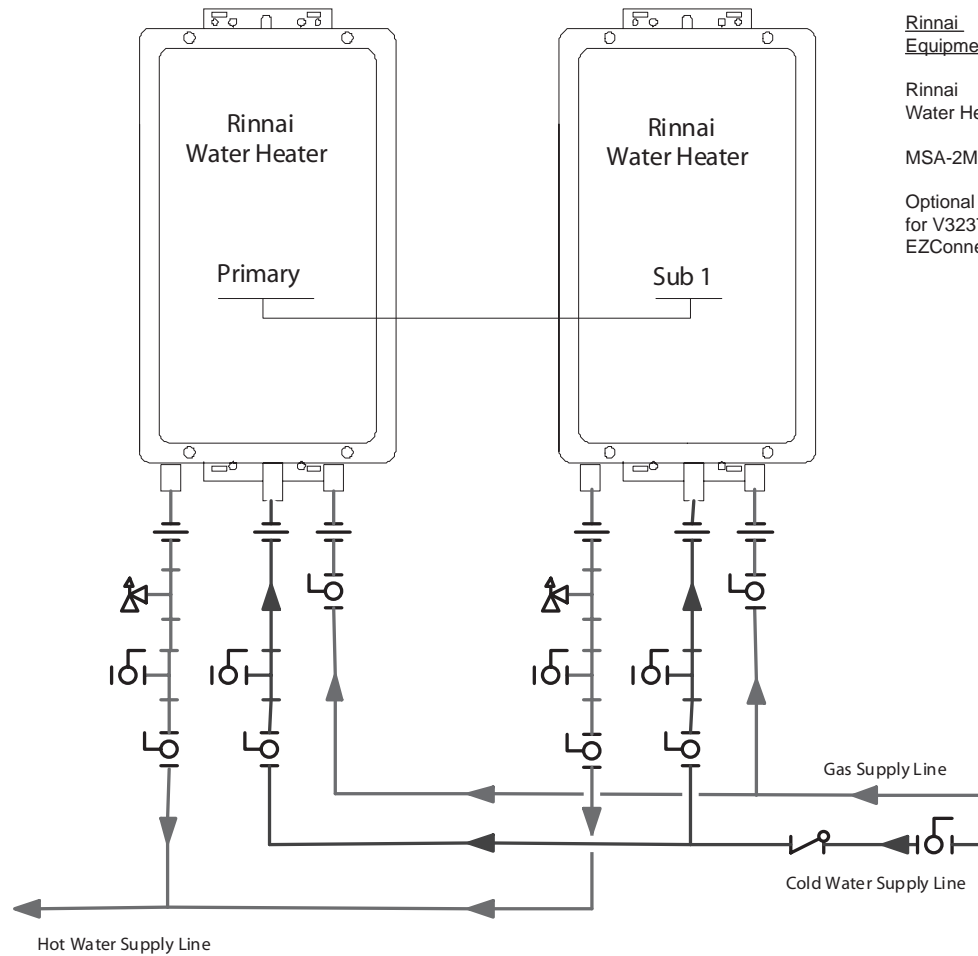 Rinnai
Water Heater
Primary
Rinnai
Water Heater
Sub 1
Rinnai
Equipme
Rinnai
Water He
MSA-2M
Optional
for V323
EZConne
Gas Supply Line
Cold Water Supply Line
Hot Water Supply Line